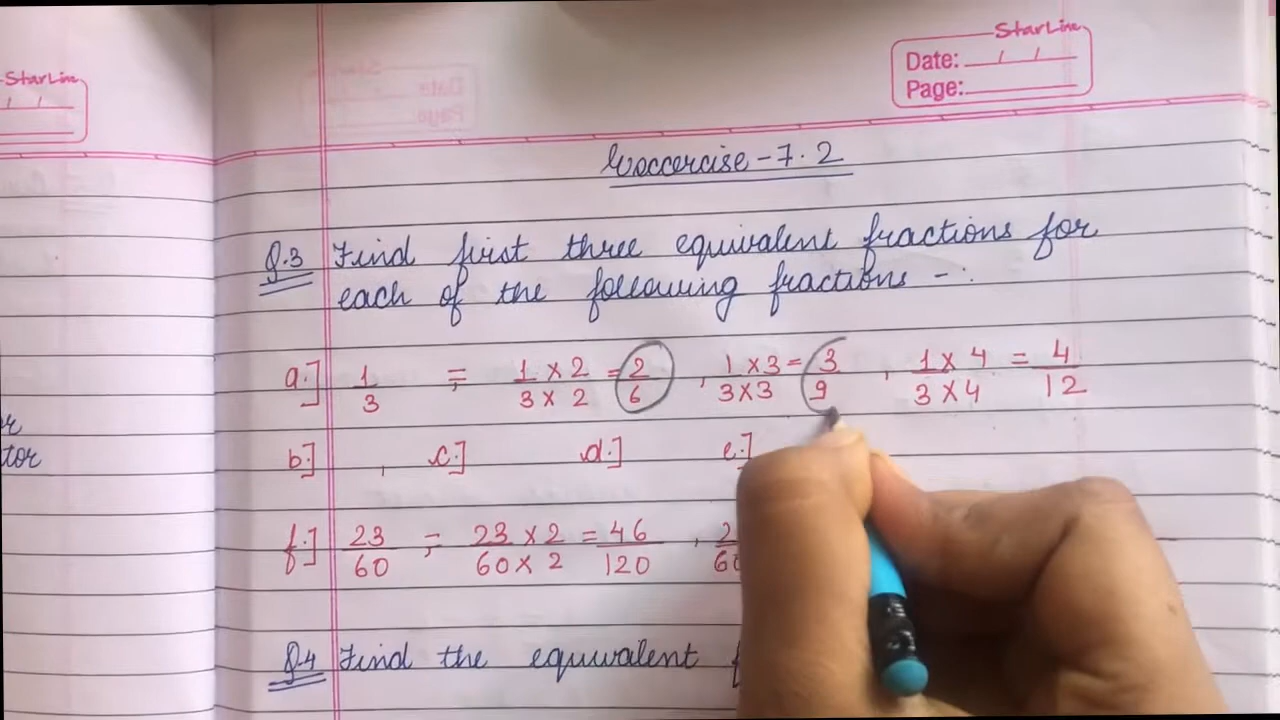 StarLine
StarLine
Date:
Page:
Exercise - 7.2
Q.3 Find first three equivalent fractions for
each of the following fractions -:
a.] 1/3 = 1 × 2 / 3 × 2 = 2/6 , 1 × 3 / 3 × 3 = 3/9 , 1 × 4 / 3 × 4 = 4/12
b.] , c.] d.] e.]
f.] 23/60 = 23 × 2 / 60 × 2 = 46/120 ,
Q.4 Find the equivalent